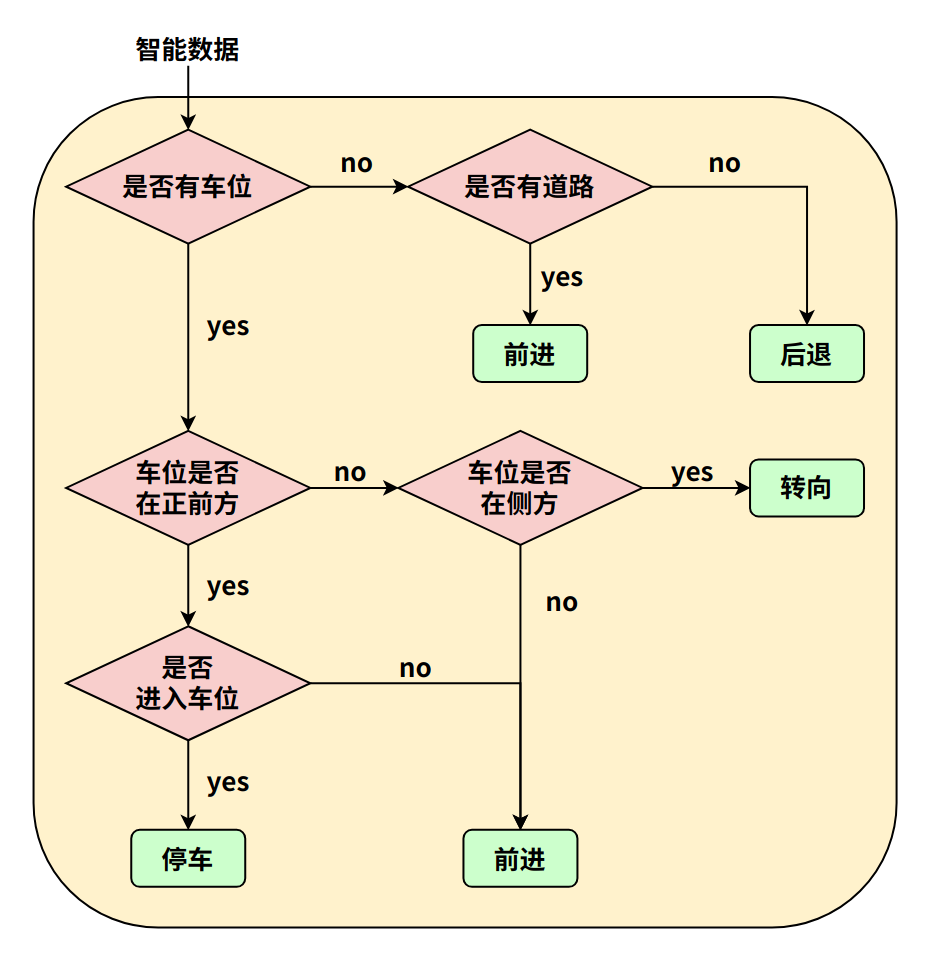 智能数据
是否有车位
no
是否有道路
no
yes
前进
后退
yes
车位是否
在正前方
no
车位是否
在侧方
yes
转向
yes
no
是否
进入车位
no
yes
停车
前进